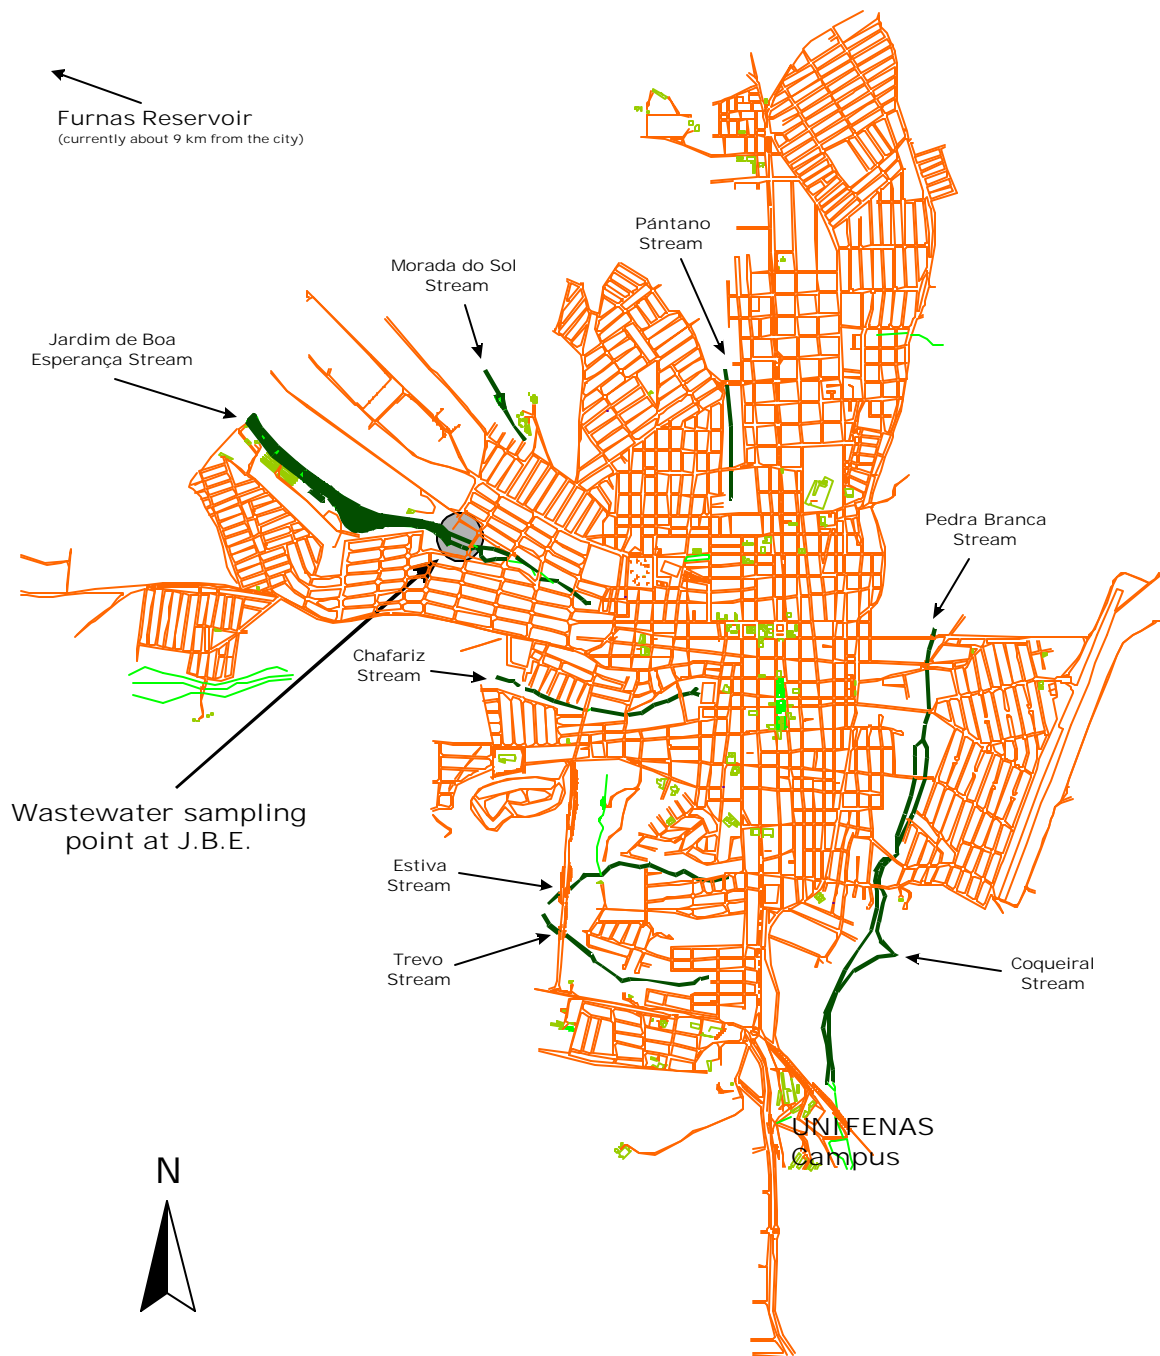 Furnas Reservoir
(currently about 9 km from the city)
Pántano
Stream
Morada do Sol
Stream
Jardim de Boa
Esperança Stream
Pedra Branca
Stream
Chafariz
Stream
Wastewater sampling
point at J.B.E.
Estiva
Stream
Trevo
Stream
Coqueiral
Stream
UNIFENAS
Campus
N